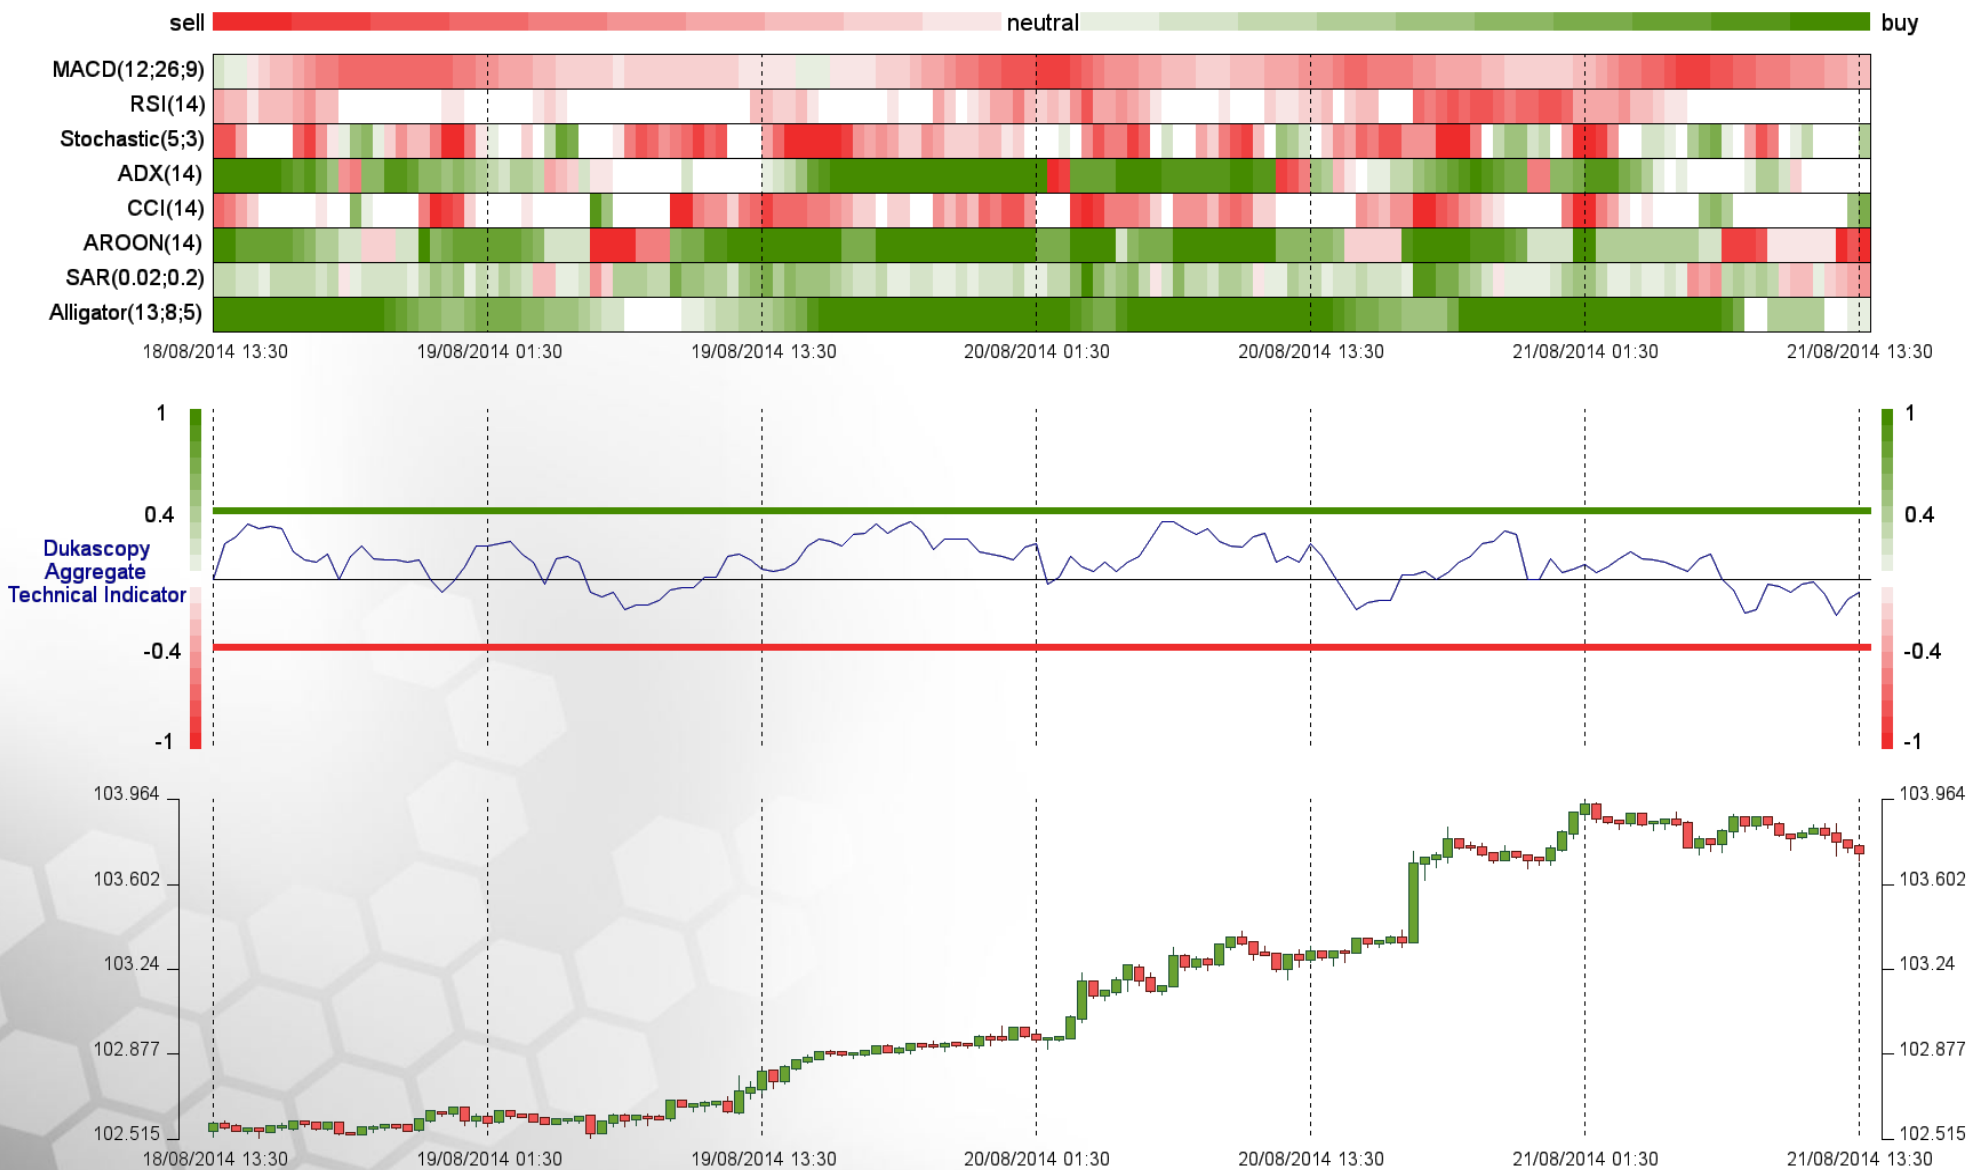 sell neutral buy
MACD(12;26;9)
RSI(14)
Stochastic(5;3)
ADX(14)
CCI(14)
AROON(14)
SAR(0.02;0.2)
Alligator(13;8;5)
18/08/2014 13:30 19/08/2014 01:30 19/08/2014 13:30 20/08/2014 01:30 20/08/2014 13:30 21/08/2014 01:30 21/08/2014 13:30
1 1
0.4 0.4
Dukascopy
Aggregate
Technical Indicator
-0.4 -0.4
-1 -1
103.964 103.964
103.602 103.602
103.24 103.24
102.877 102.877
102.515 102.515
18/08/2014 13:30 19/08/2014 01:30 19/08/2014 13:30 20/08/2014 01:30 20/08/2014 13:30 21/08/2014 01:30 21/08/2014 13:30